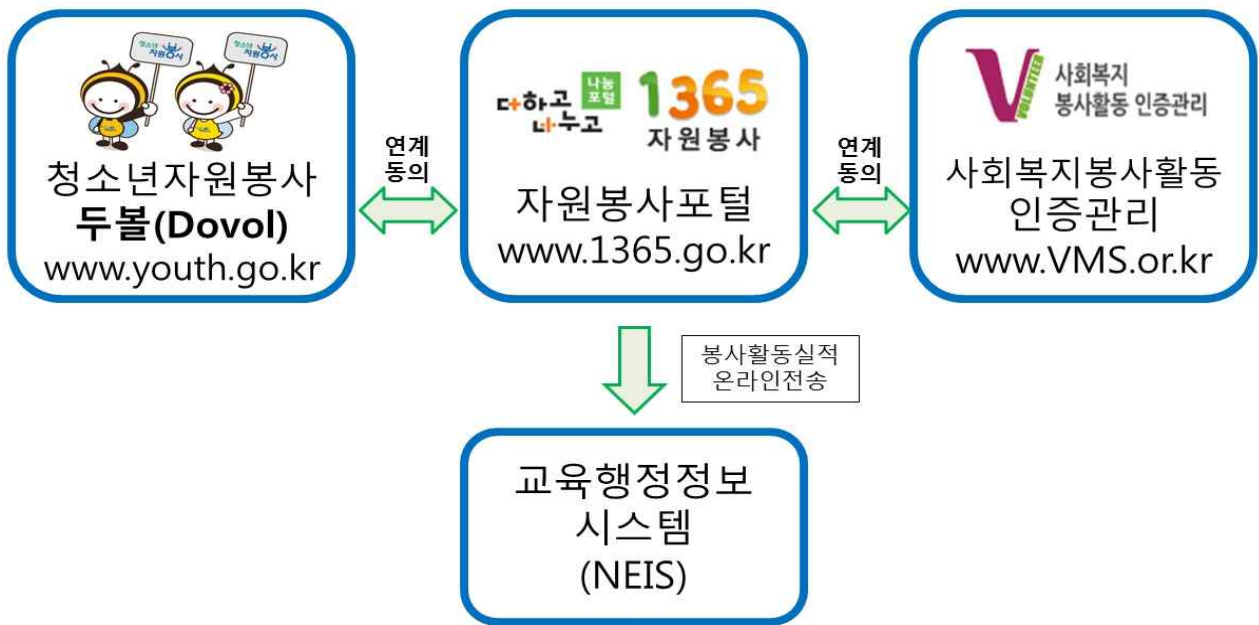 청소년
자원봉사
청소년
자원봉사
청소년자원봉사
두볼(Dovol)
www.youth.go.kr
연계
동의
더하고
나누고
나눔
포털
1365
자원봉사
자원봉사포털
www.1365.go.kr
연계
동의
VOLUNTEER
사회복지
봉사활동 인증관리
사회복지봉사활동
인증관리
www.VMS.or.kr
봉사활동실적
온라인전송
교육행정정보
시스템
(NEIS)